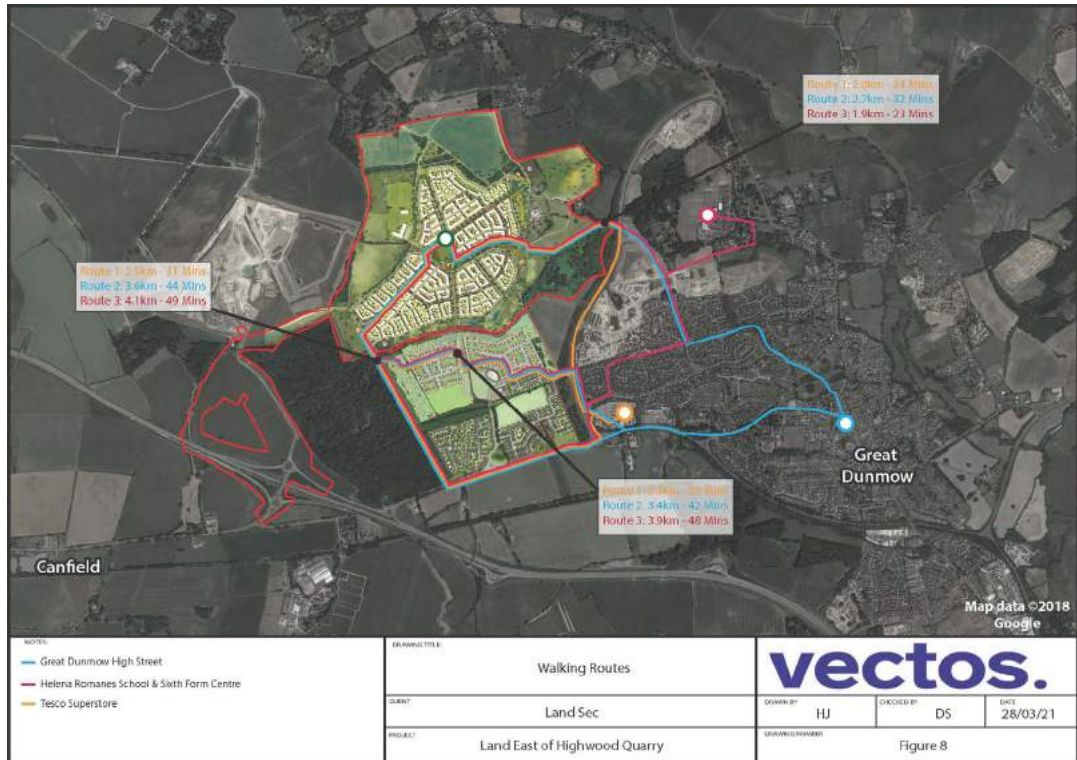 Route 1: 2.0km - 24 Mins
Route 2: 2.7km - 32 Mins
Route 3: 1.9km - 23 Mins
Route 1: 2.5km - 31 Mins
Route 2: 3.6km - 44 Mins
Route 3: 4.1km - 49 Mins
Great
Dunmow
Route 1:
Route 2: 3.4km - 42 Mins
Route 3: 3.9km - 48 Mins
Canfield
Map data ©2018
Google
NOTES:
Great Dunmow High Street
Helena Romanes School & Sixth Form Centre
Tesco Superstore
DRAWING TITLE:
Walking Routes
CLIENT
Land Sec
PROJECT
Land East of Highwood Quarry
vectos.
DRAWN BY
HJ
CHECKED BY
DS
DATE
28/03/21
DRAWING NUMBER
Figure 8